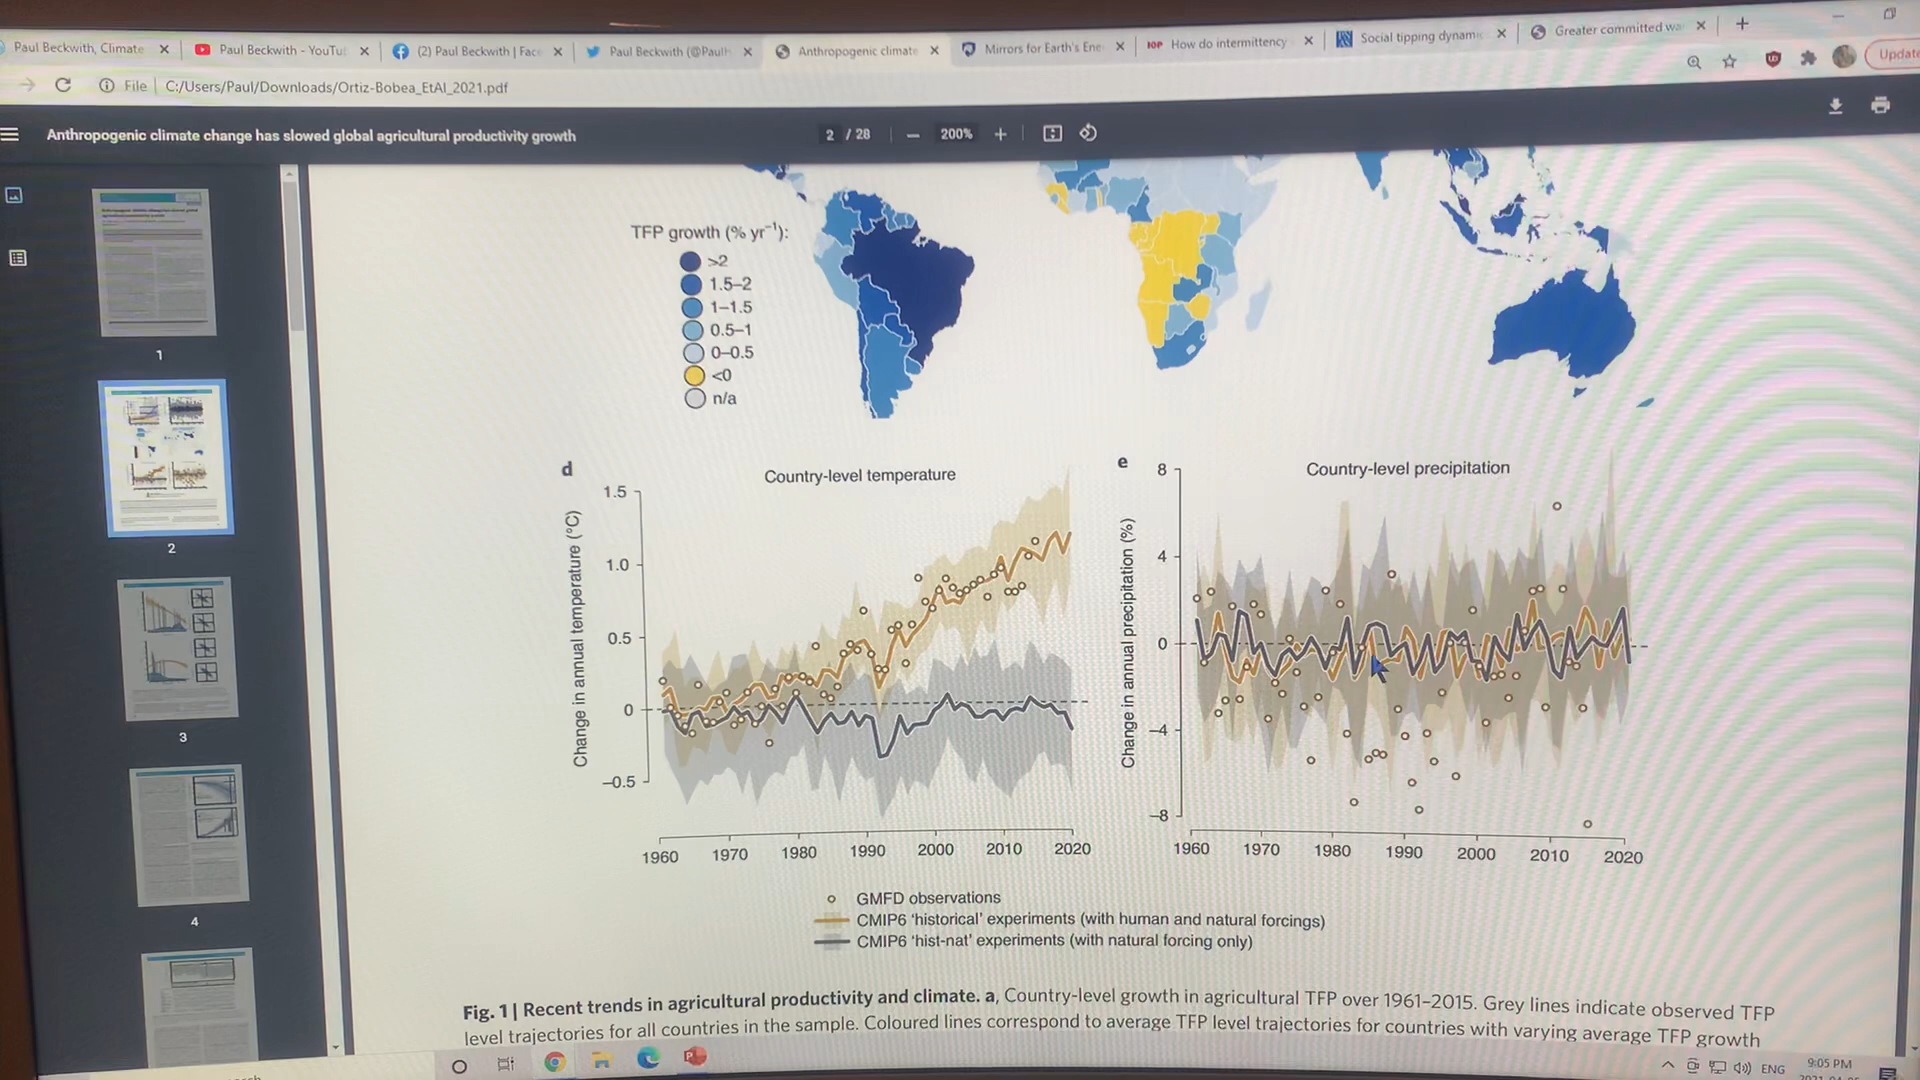 Paul Beckwith, Climate
Paul Beckwith - YouTu
(2) Paul Beckwith | Face
Paul Beckwith (@PaulH
Anthropogenic climate
Mirrors for Earth's Ene
IOP How do intermittency
Social tipping dynamic
Greater committed wa
File C:/Users/Paul/Downloads/Ortiz-Bobea_EtAl_2021.pdf
Update
Anthropogenic climate change has slowed global agricultural productivity growth
2 / 28
200%
1
2
3
4
TFP growth (% yr⁻¹):
>2
1.5–2
1–1.5
0.5–1
0–0.5
<0
n/a
d
Country-level temperature
Change in annual temperature (°C)
1.5
1.0
0.5
0
–0.5
1960 1970 1980 1990 2000 2010 2020
e
Country-level precipitation
Change in annual precipitation (%)
8
4
0
–4
–8
1960 1970 1980 1990 2000 2010 2020
GMFD observations
CMIP6 ‘historical’ experiments (with human and natural forcings)
CMIP6 ‘hist-nat’ experiments (with natural forcing only)
Fig. 1 | Recent trends in agricultural productivity and climate. a, Country-level growth in agricultural TFP over 1961–2015. Grey lines indicate observed TFP
level trajectories for all countries in the sample. Coloured lines correspond to average TFP level trajectories for countries with varying average TFP growth
ENG
9:05 PM